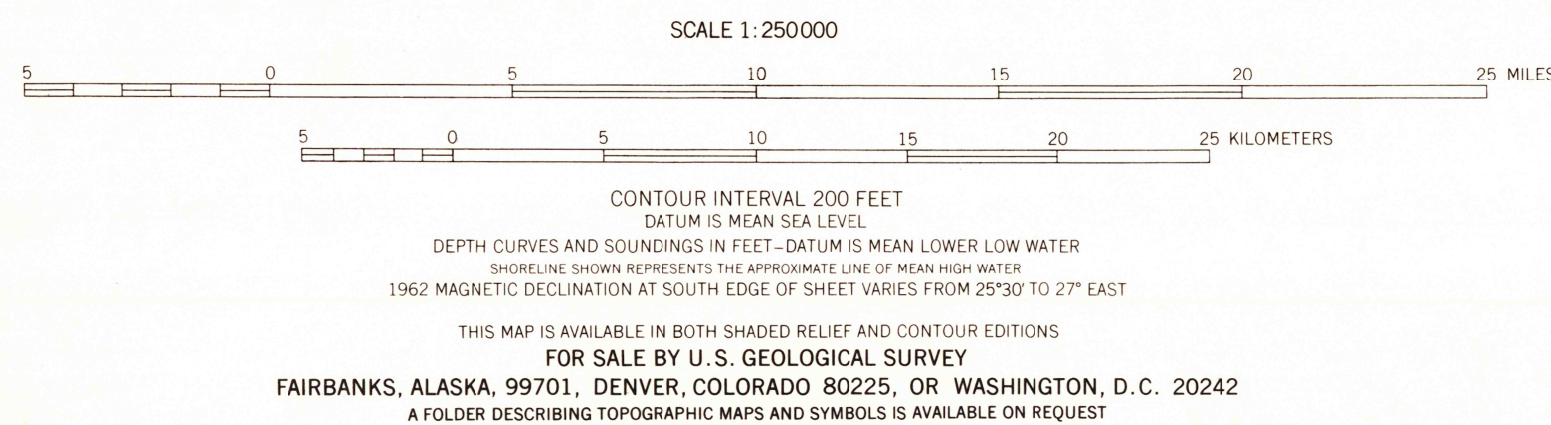 SCALE 1:250000
5 0 5 10 15 20 25 MILES
5 0 5 10 15 20 25 KILOMETERS
CONTOUR INTERVAL 200 FEET
DATUM IS MEAN SEA LEVEL
DEPTH CURVES AND SOUNDINGS IN FEET–DATUM IS MEAN LOWER LOW WATER
SHORELINE SHOWN REPRESENTS THE APPROXIMATE LINE OF MEAN HIGH WATER
1962 MAGNETIC DECLINATION AT SOUTH EDGE OF SHEET VARIES FROM 25°30' TO 27° EAST
THIS MAP IS AVAILABLE IN BOTH SHADED RELIEF AND CONTOUR EDITIONS
FOR SALE BY U.S. GEOLOGICAL SURVEY
FAIRBANKS, ALASKA, 99701, DENVER, COLORADO 80225, OR WASHINGTON, D.C. 20242
A FOLDER DESCRIBING TOPOGRAPHIC MAPS AND SYMBOLS IS AVAILABLE ON REQUEST